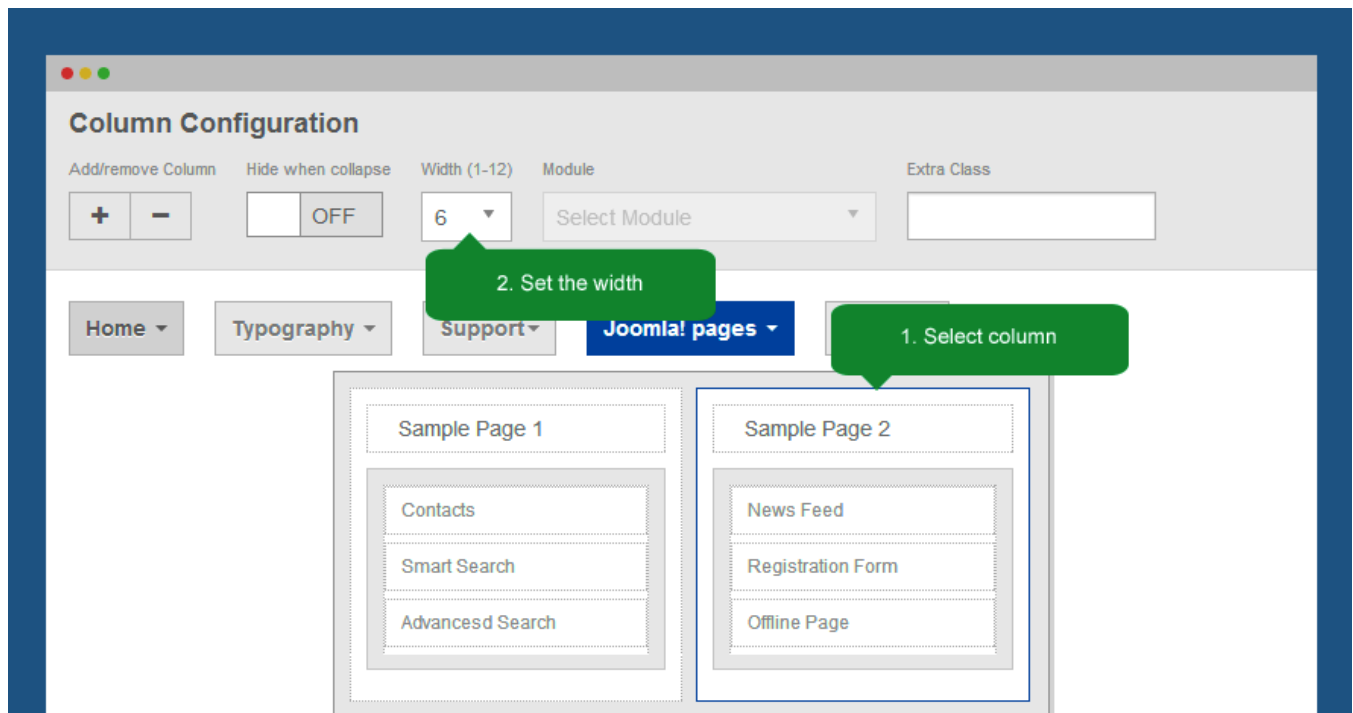 Column Configuration
Add/remove Column Hide when collapse Width (1-12) Module Extra Class
+ − OFF 6 Select Module
2. Set the width
Home Typography Support Joomla! pages
1. Select column
Sample Page 1 Sample Page 2
Contacts News Feed
Smart Search Registration Form
Advancesd Search Offline Page